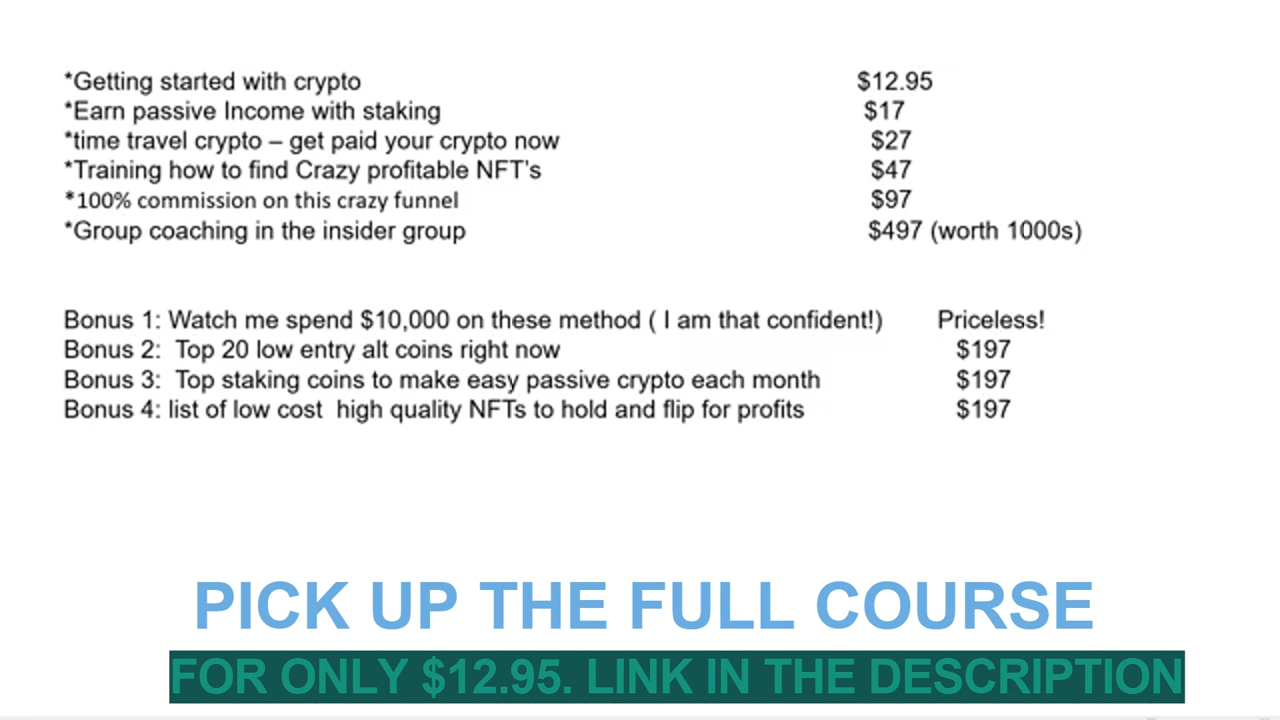 *Getting started with crypto $12.95
*Earn passive Income with staking $17
*time travel crypto – get paid your crypto now $27
*Training how to find Crazy profitable NFT's $47
*100% commission on this crazy funnel $97
*Group coaching in the insider group $497 (worth 1000s)
Bonus 1: Watch me spend $10,000 on these method ( I am that confident!) Priceless!
Bonus 2:  Top 20 low entry alt coins right now $197
Bonus 3:  Top staking coins to make easy passive crypto each month $197
Bonus 4: list of low cost  high quality NFTs to hold and flip for profits $197
PICK UP THE FULL COURSE
FOR ONLY $12.95. LINK IN THE DESCRIPTION